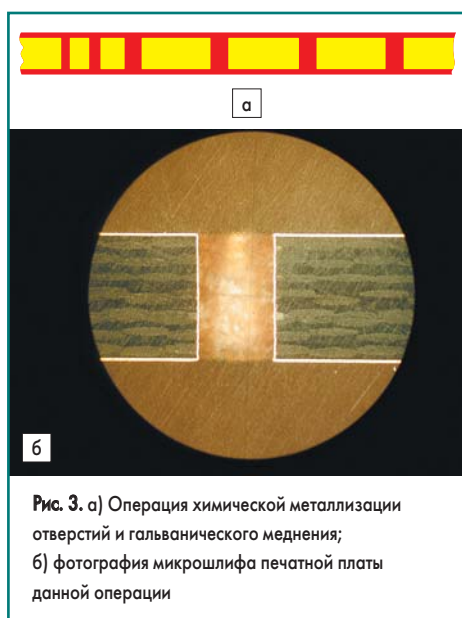 а
б
Рис. 3. а) Операция химической металлизации
отверстий и гальванического меднения;
б) фотография микрошлифа печатной платы
данной операции